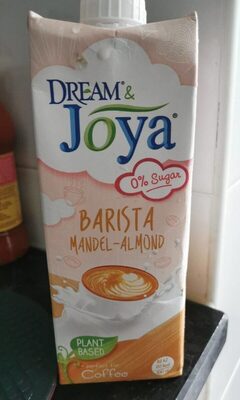 DREAM® &
Joya®
0% Sugar
BARISTA
MANDEL-ALMOND
PLANT
BASED
Coffee